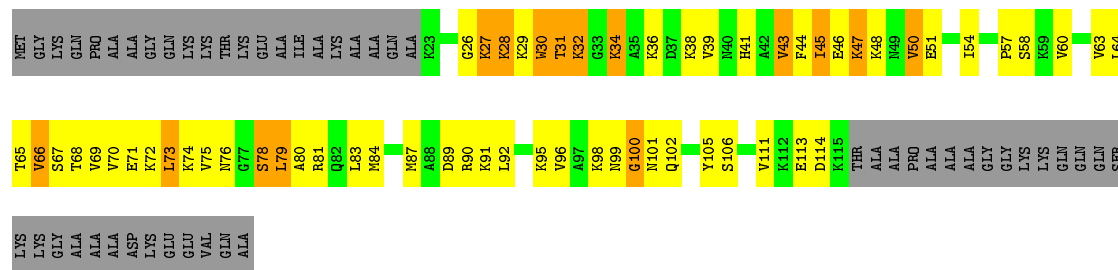 MET GLY LYS GLN PRO ALA ALA GLY GLN LYS LYS THR LYS GLU ALA ILE ALA LYS ALA ALA GLN ALA K23 G26 K27 K28 K29 W30 T31 K32 G33 K34 A35 K36 D37 K38 V39 N40 H41 A42 V43 F44 I45 E46 K47 K48 N49 V50 E51 I54 P57 S58 K59 V60 V63
T65 V66 S67 T68 V69 V70 E71 K72 L73 K74 V75 N76 G77 S78 L79 A80 R81 Q82 L83 M84 M87 A88 D89 R90 K91 L92 K95 V96 A97 K98 N99 G100 N101 Q102 Y105 S106 V111 K112 E113 D114 K115 THR ALA ALA PRO ALA ALA ALA GLY GLY LYS LYS GLN GLN GLN SER
LYS LYS GLY ALA ALA ALA ASP LYS GLU GLU VAL GLN ALA